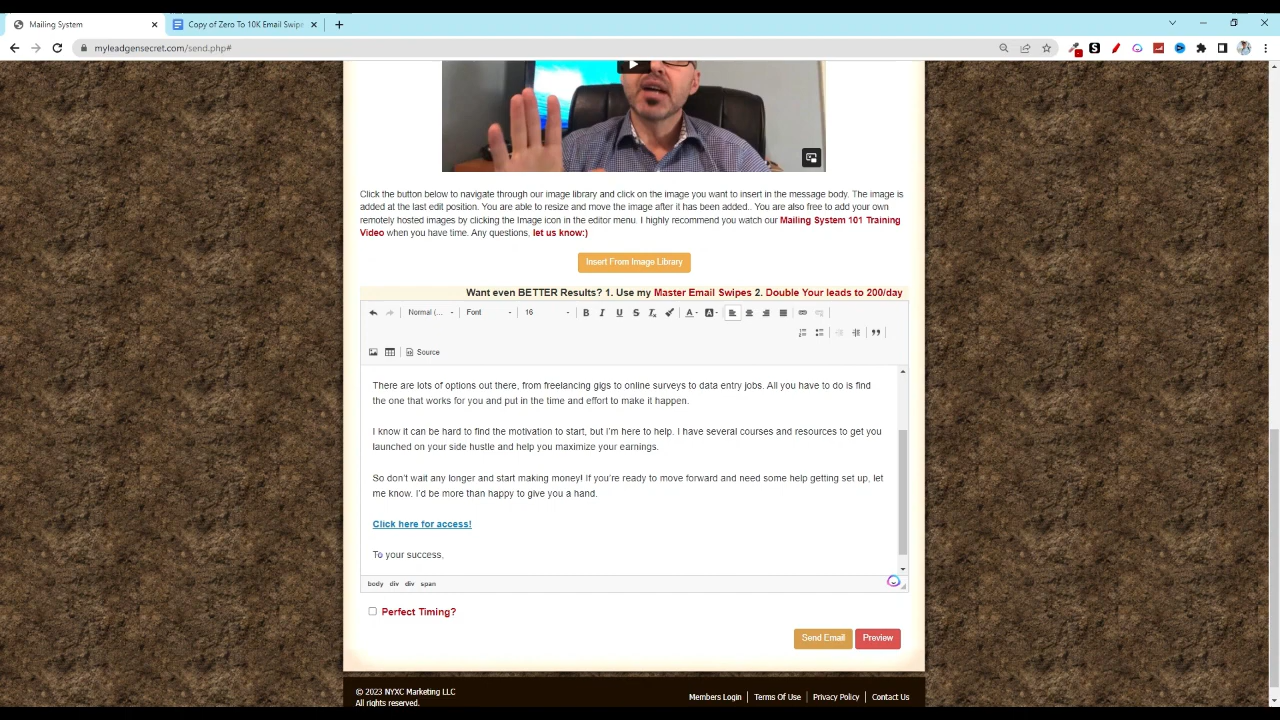 Mailing System
Copy of Zero To 10K Email Swipe
myleadgensecret.com/send.php#
Click the button below to navigate through our image library and click on the image you want to insert in the message body. The image is
added at the last edit position. You are able to resize and move the image after it has been added.. You are also free to add your own
remotely hosted images by clicking the Image icon in the editor menu. I highly recommend you watch our Mailing System 101 Training
Video when you have time. Any questions, let us know:)
Insert From Image Library
Want even BETTER Results? 1. Use my Master Email Swipes 2. Double Your leads to 200/day
Normal (... Font 16
Source
There are lots of options out there, from freelancing gigs to online surveys to data entry jobs. All you have to do is find
the one that works for you and put in the time and effort to make it happen.
I know it can be hard to find the motivation to start, but I'm here to help. I have several courses and resources to get you
launched on your side hustle and help you maximize your earnings.
So don't wait any longer and start making money! If you're ready to move forward and need some help getting set up, let
me know. I'd be more than happy to give you a hand.
Click here for access!
To your success,
body div div span
Perfect Timing?
Send Email Preview
© 2023 NYXC Marketing LLC
All rights reserved.
Members Login Terms Of Use Privacy Policy Contact Us